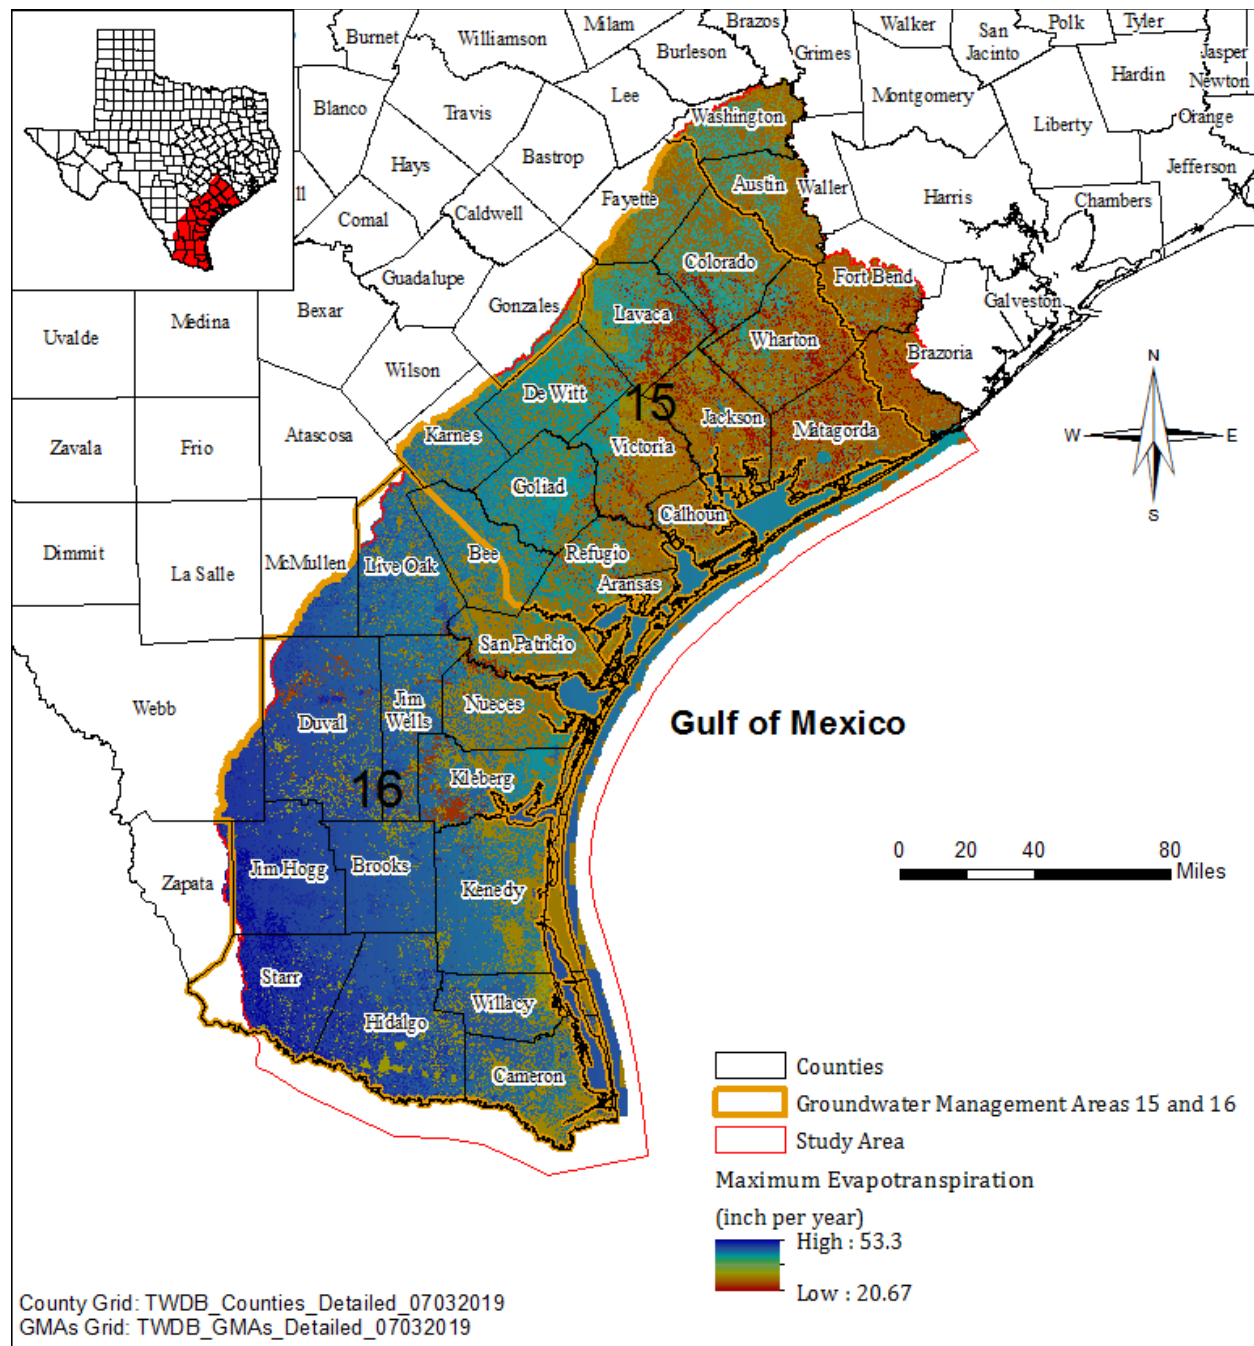 Burnet
Williamson
Milam
Brazos
Walker
San
Jacinto
Polk
Tyler
Jasper
Burleson
Grimes
Hardin
Newton
Blanco
Travis
Lee
Washington
Montgomery
Liberty
Orange
Hays
Bastrop
Jefferson
ll
Comal
Caldwell
Fayette
Austin
Waller
Harris
Chambers
Guadalupe
Colorado
Fort Bend
Uvalde
Medina
Bexar
Gonzales
Lavaca
Galveston
Wharton
Brazoria
Wilson
De Witt
15
Jackson
N
Zavala
Frio
Atascosa
Karnes
Victoria
Matagorda
W
E
Goliad
Calhoun
S
Dimmit
La Salle
McMullen
Live Oak
Bee
Refugio
Aransas
San Patricio
Webb
Duval
Jim
Wells
Nueces
Gulf of Mexico
16
Kleberg
Zapata
Jim Hogg
Brooks
Kenedy
0 20 40 80
Miles
Starr
Willacy
Hidalgo
Cameron
Counties
Groundwater Management Areas 15 and 16
Study Area
Maximum Evapotranspiration
(inch per year)
High : 53.3
Low : 20.67
County Grid: TWDB_Counties_Detailed_07032019
GMAs Grid: TWDB_GMAs_Detailed_07032019